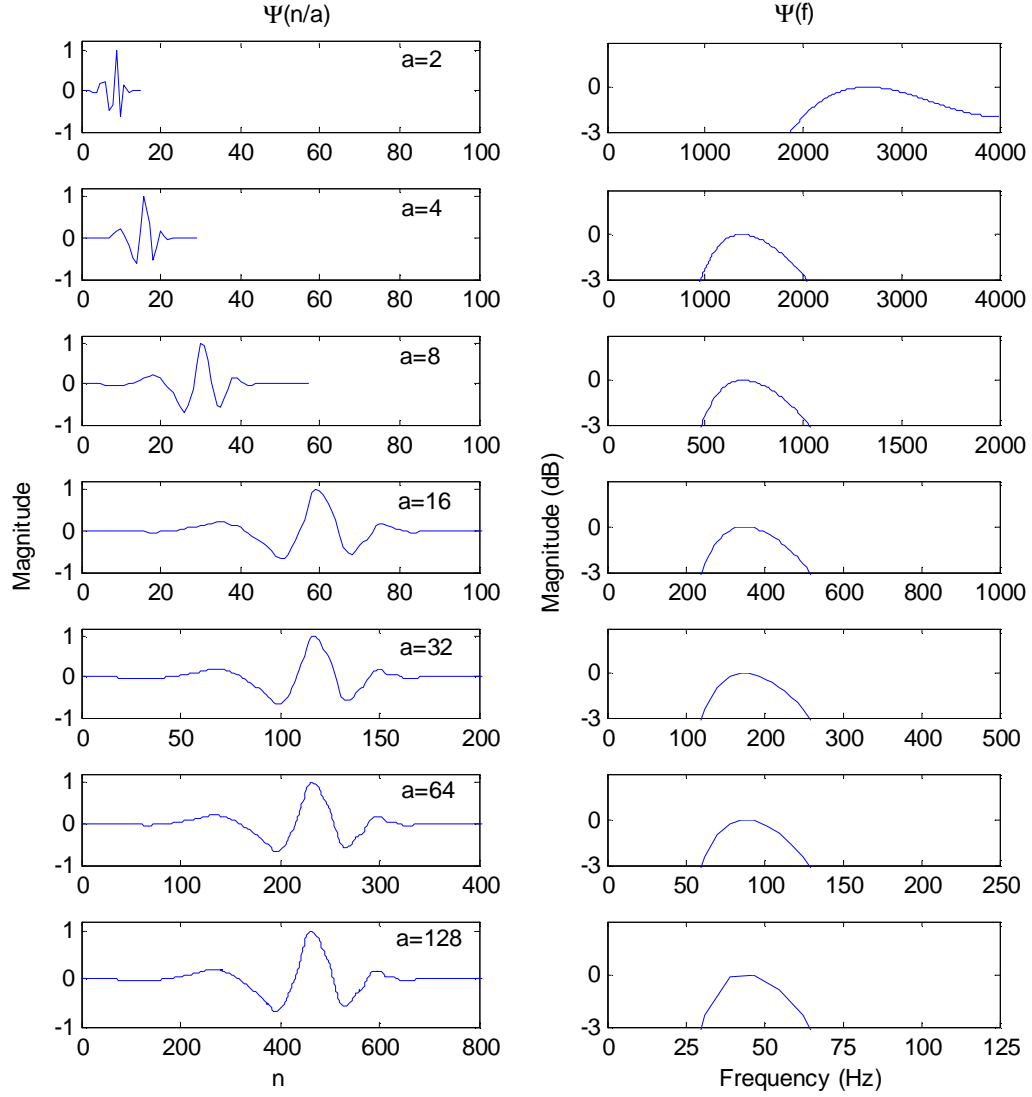 Ψ(n/a) Ψ(f)
1
0
-1
a=2
0 20 40 60 80 100
0
-3
0 1000 2000 3000 4000
1
0
-1
a=4
0 20 40 60 80 100
0
-3
0 1000 2000 3000 4000
1
0
-1
a=8
0 20 40 60 80 100
0
-3
0 500 1000 1500 2000
Magnitude
1
0
-1
a=16
0 20 40 60 80 100
Magnitude (dB)
0
-3
0 200 400 600 800 1000
1
0
-1
a=32
0 50 100 150 200
0
-3
0 100 200 300 400 500
1
0
-1
a=64
0 100 200 300 400
0
-3
0 50 100 150 200 250
1
0
-1
a=128
0 200 400 600 800
n
0
-3
0 25 50 75 100 125
Frequency (Hz)